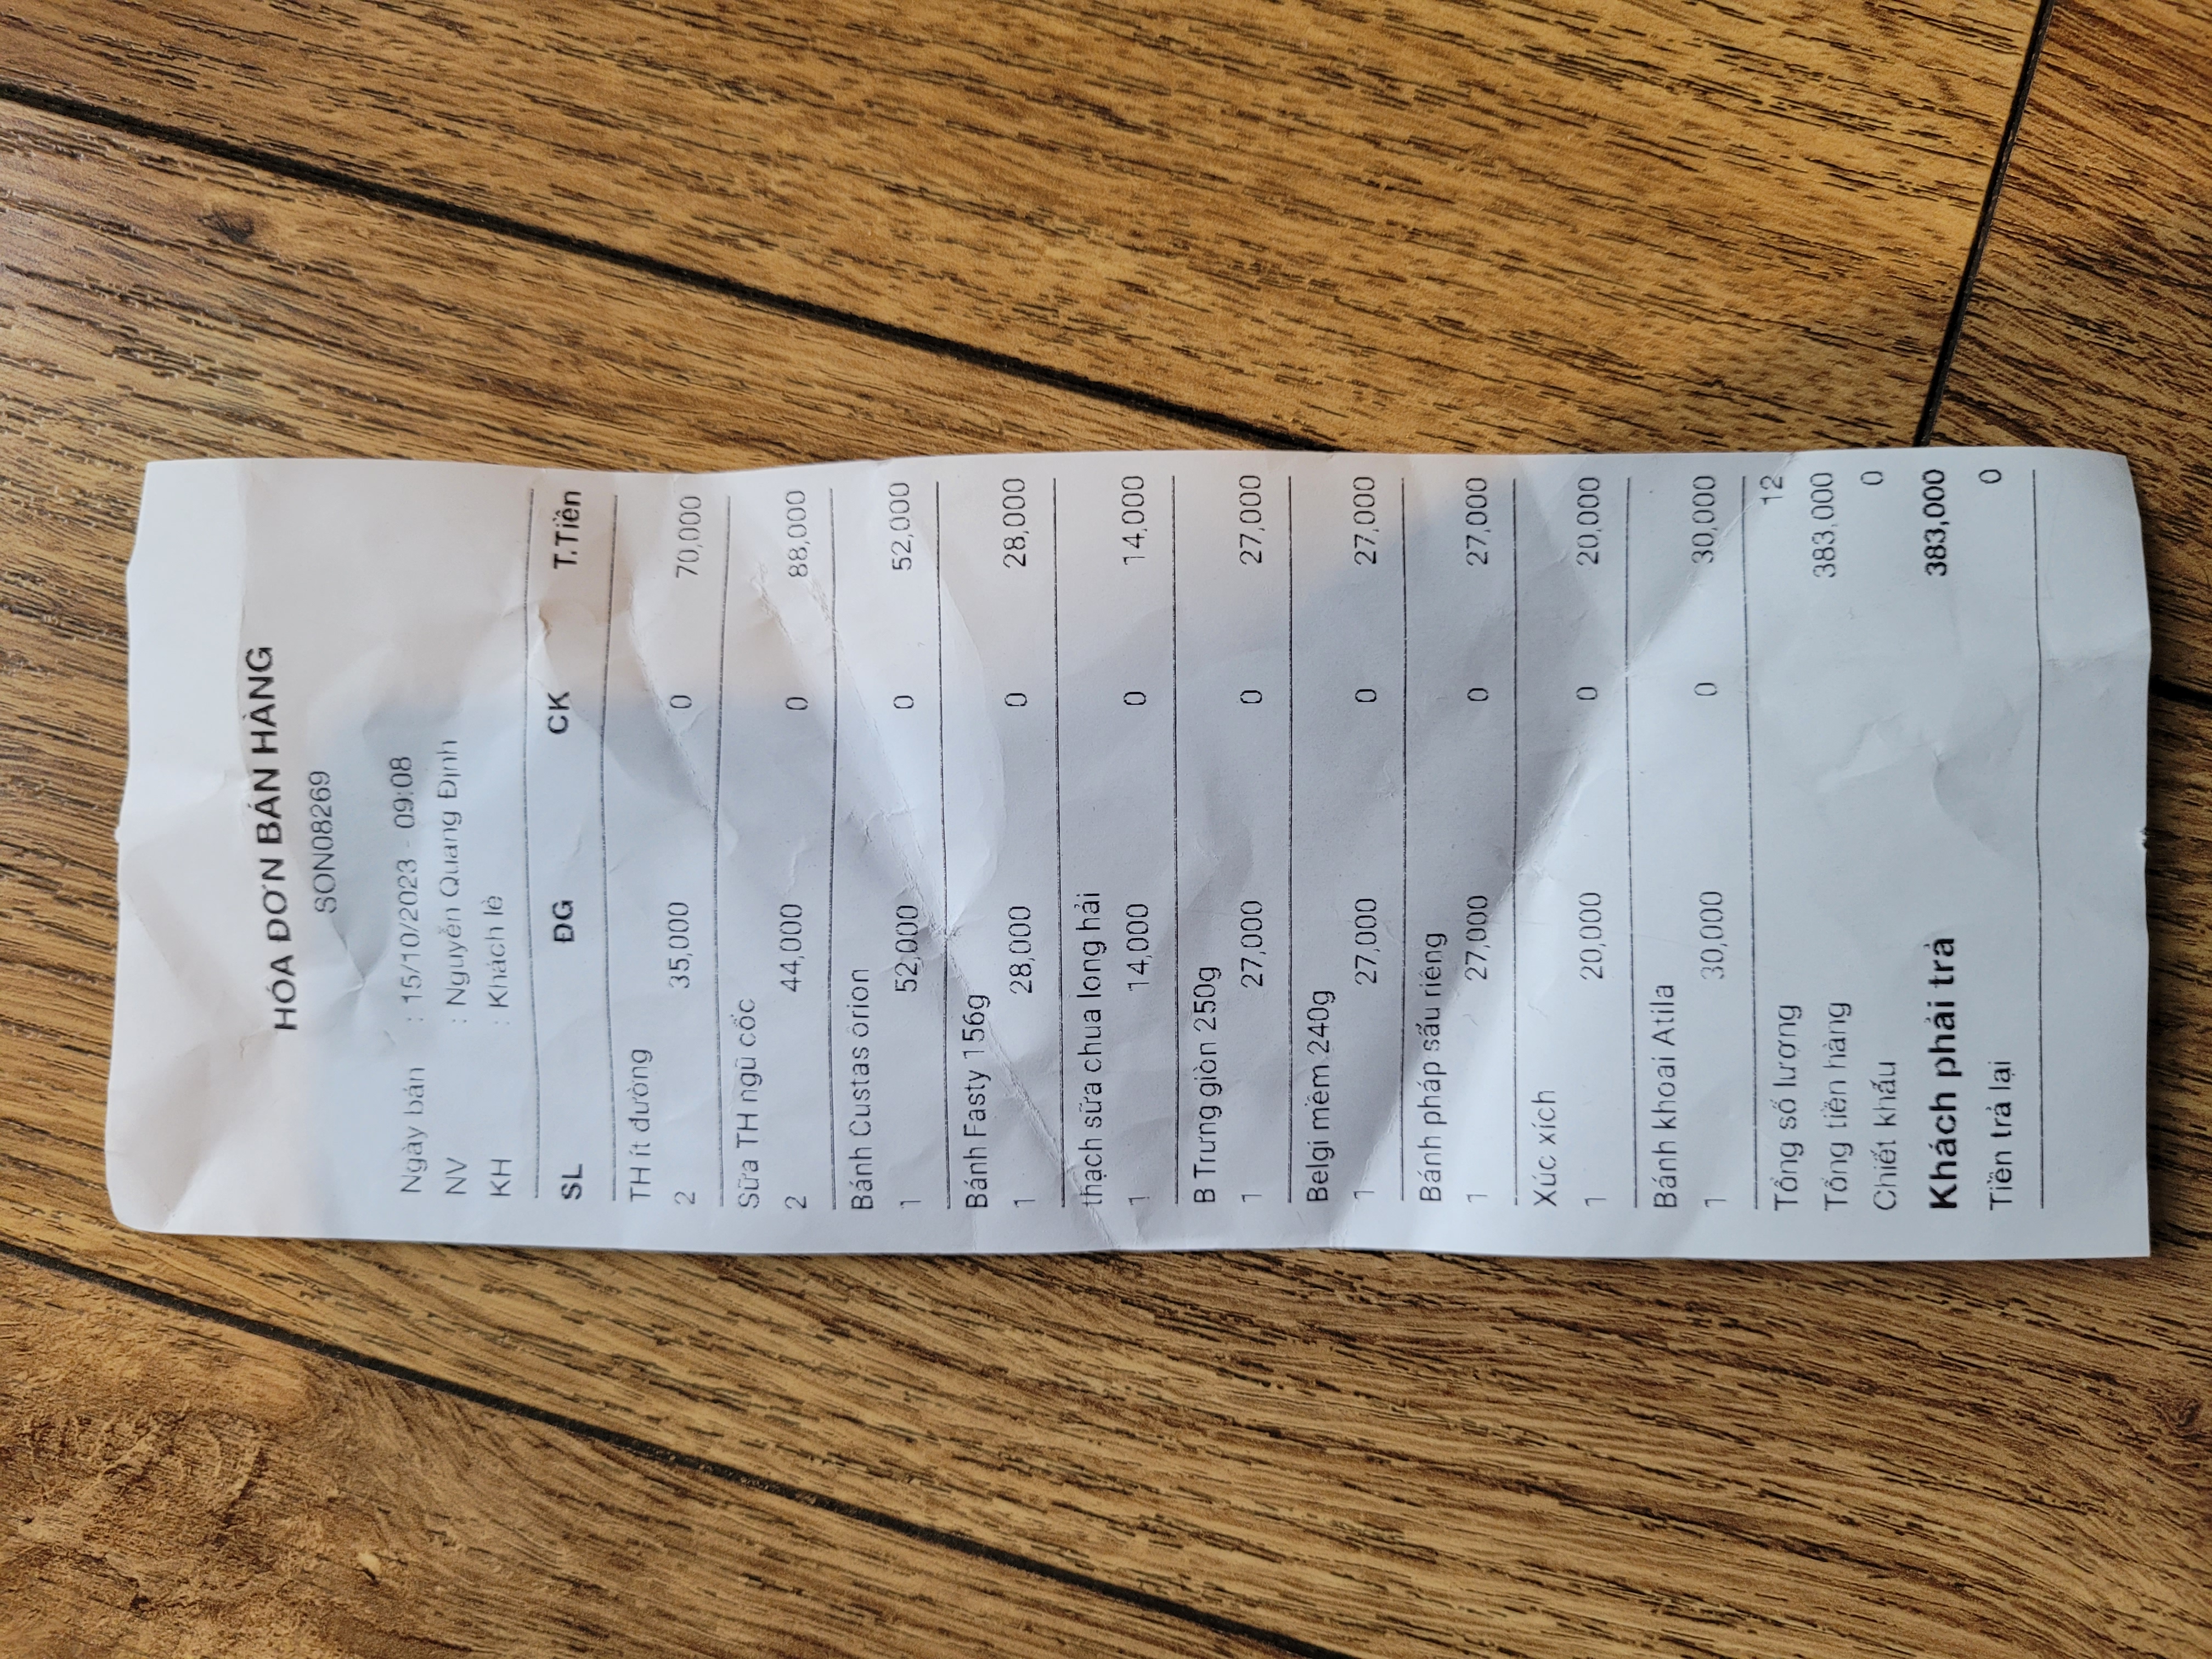 HÓA ĐƠN BÁN HÀNG
SON08269
Ngày bán : 15/10/2023 - 09:08
NV : Nguyễn Quang Định
KH : Khách lẻ
SL ĐG CK T.Tiền
TH ít đường
2 35,000 0 70,000
Sữa TH ngũ cốc
2 44,000 0 88,000
Bánh Custas ôrion
1 52,000 0 52,000
Bánh Fasty 156g
1 28,000 0 28,000
thạch sữa chua long hải
1 14,000 0 14,000
B Trưng giòn 250g
1 27,000 0 27,000
Belgi mềm 240g
1 27,000 0 27,000
Bánh pháp sấu riêng
1 27,000 0 27,000
Xúc xích
1 20,000 0 20,000
Bánh khoai Atila
1 30,000 0 30,000
Tổng số lượng 12
Tổng tiền hàng 383,000
Chiết khấu 0
Khách phải trả 383,000
Tiền trả lại 0